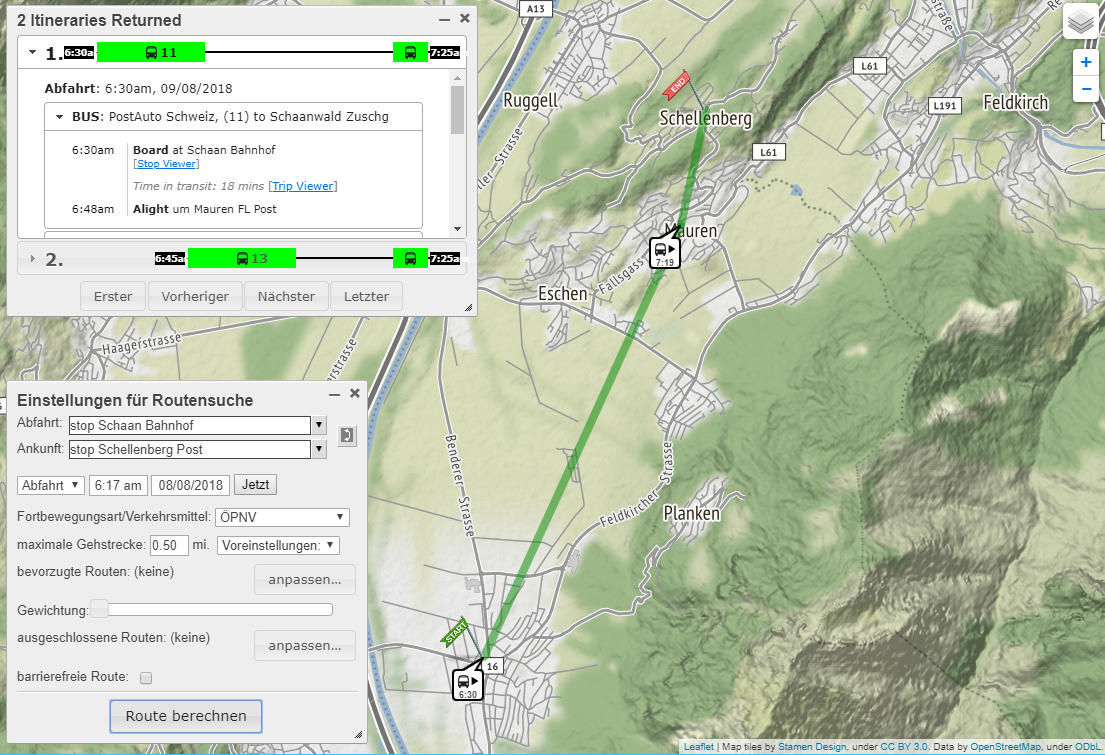 2 Itineraries Returned
1. 6:30a 11 7:25a
Abfahrt: 6:30am, 09/08/2018
BUS: PostAuto Schweiz, (11) to Schaanwald Zuschg
6:30am Board at Schaan Bahnhof
[Stop Viewer]
Time in transit: 18 mins [Trip Viewer]
6:48am Alight um Mauren FL Post
2. 6:45a 13 7:25a
Erster Vorheriger Nächster Letzter
Einstellungen für Routensuche
Abfahrt: stop Schaan Bahnhof
Ankunft: stop Schellenberg Post
Abfahrt 6:17 am 08/08/2018 Jetzt
Fortbewegungsart/Verkehrsmittel: ÖPNV
maximale Gehstrecke: 0.50 mi. Voreinstellungen:
bevorzugte Routen: (keine)
anpassen...
Gewichtung:
ausgeschlossene Routen: (keine)
anpassen...
barrierefreie Route:
Route berechnen
A13
L61
L191
Feldkirch
Ruggell
END
Schellenberg
L61
Mauren
7:19
Fallsgass
Eschen
Haagerstrasse
Benderer-Strasse
Feldkircher-Strasse
Planken
START
16
6:30
+
−
Leaflet | Map tiles by Stamen Design, under CC BY 3.0. Data by OpenStreetMap, under ODbL.